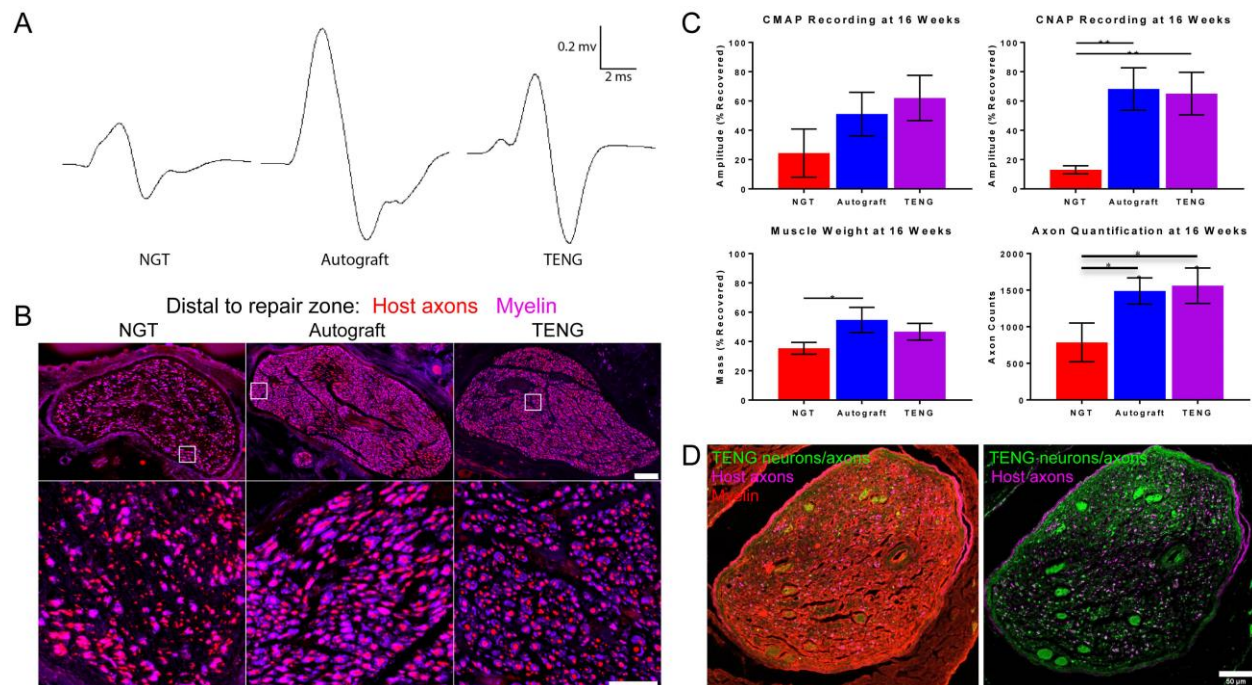 A
0.2 mv
2 ms
NGT
Autograft
TENG
Distal to repair zone: Host axons Myelin
B
NGT
Autograft
TENG
C
CMAP Recording at 16 Weeks
Amplitude (% Recovered)
100
80
60
40
20
0
NGT
Autograft
TENG
CNAP Recording at 16 Weeks
Amplitude (% Recovered)
100
80
60
40
20
0
**
**
NGT
Autograft
TENG
Muscle Weight at 16 Weeks
Mass (% Recovered)
100
80
60
40
20
0
*
NGT
Autograft
TENG
Axon Quantification at 16 Weeks
Axon Counts
2000
1500
1000
500
0
*
*
NGT
Autograft
TENG
D
TENG neurons/axons
Host axons
Myelin
TENG neurons/axons
Host axons
50 µm